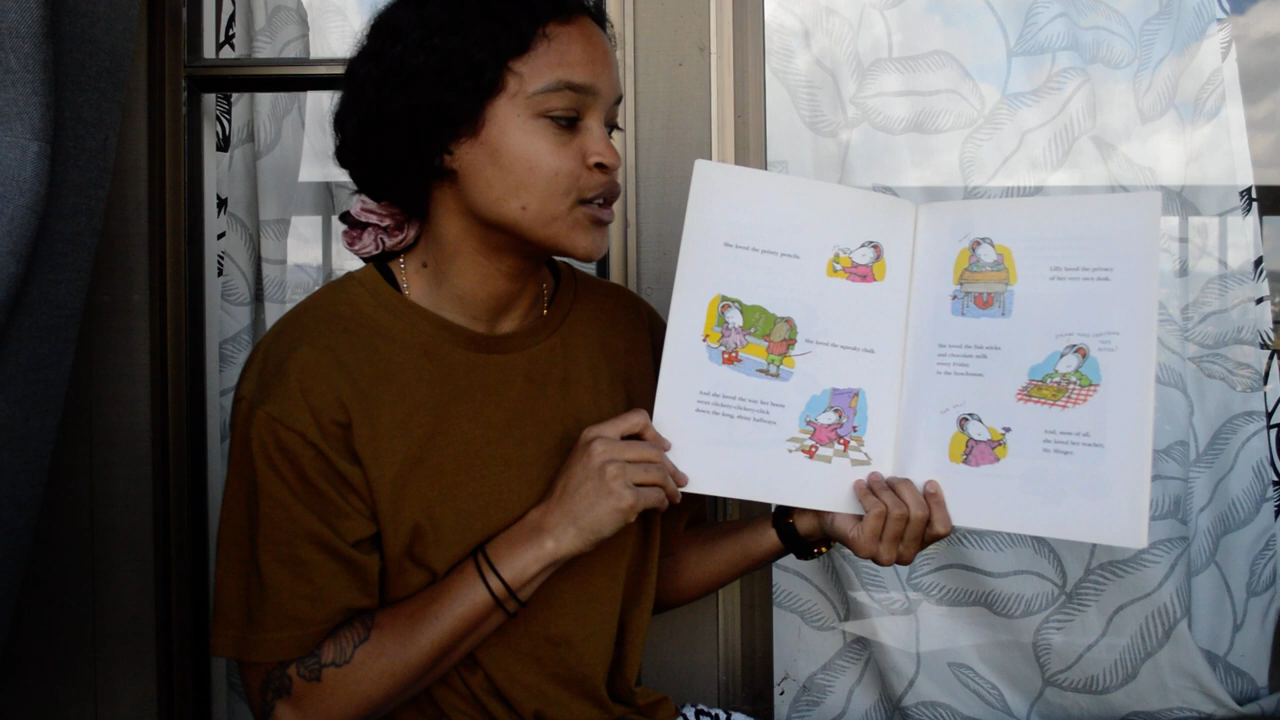 She loved the pointy pencils.
She loved the squeaky chalk.
And she loved the way her boots
went clickety-clickety-click
down the long, shiny hallways.
Lilly loved the privacy
of her very own desk.
She loved the fish sticks
and chocolate milk
every Friday
in the lunchroom.
And, most of all,
she loved her teacher,
Mr. Slinger.